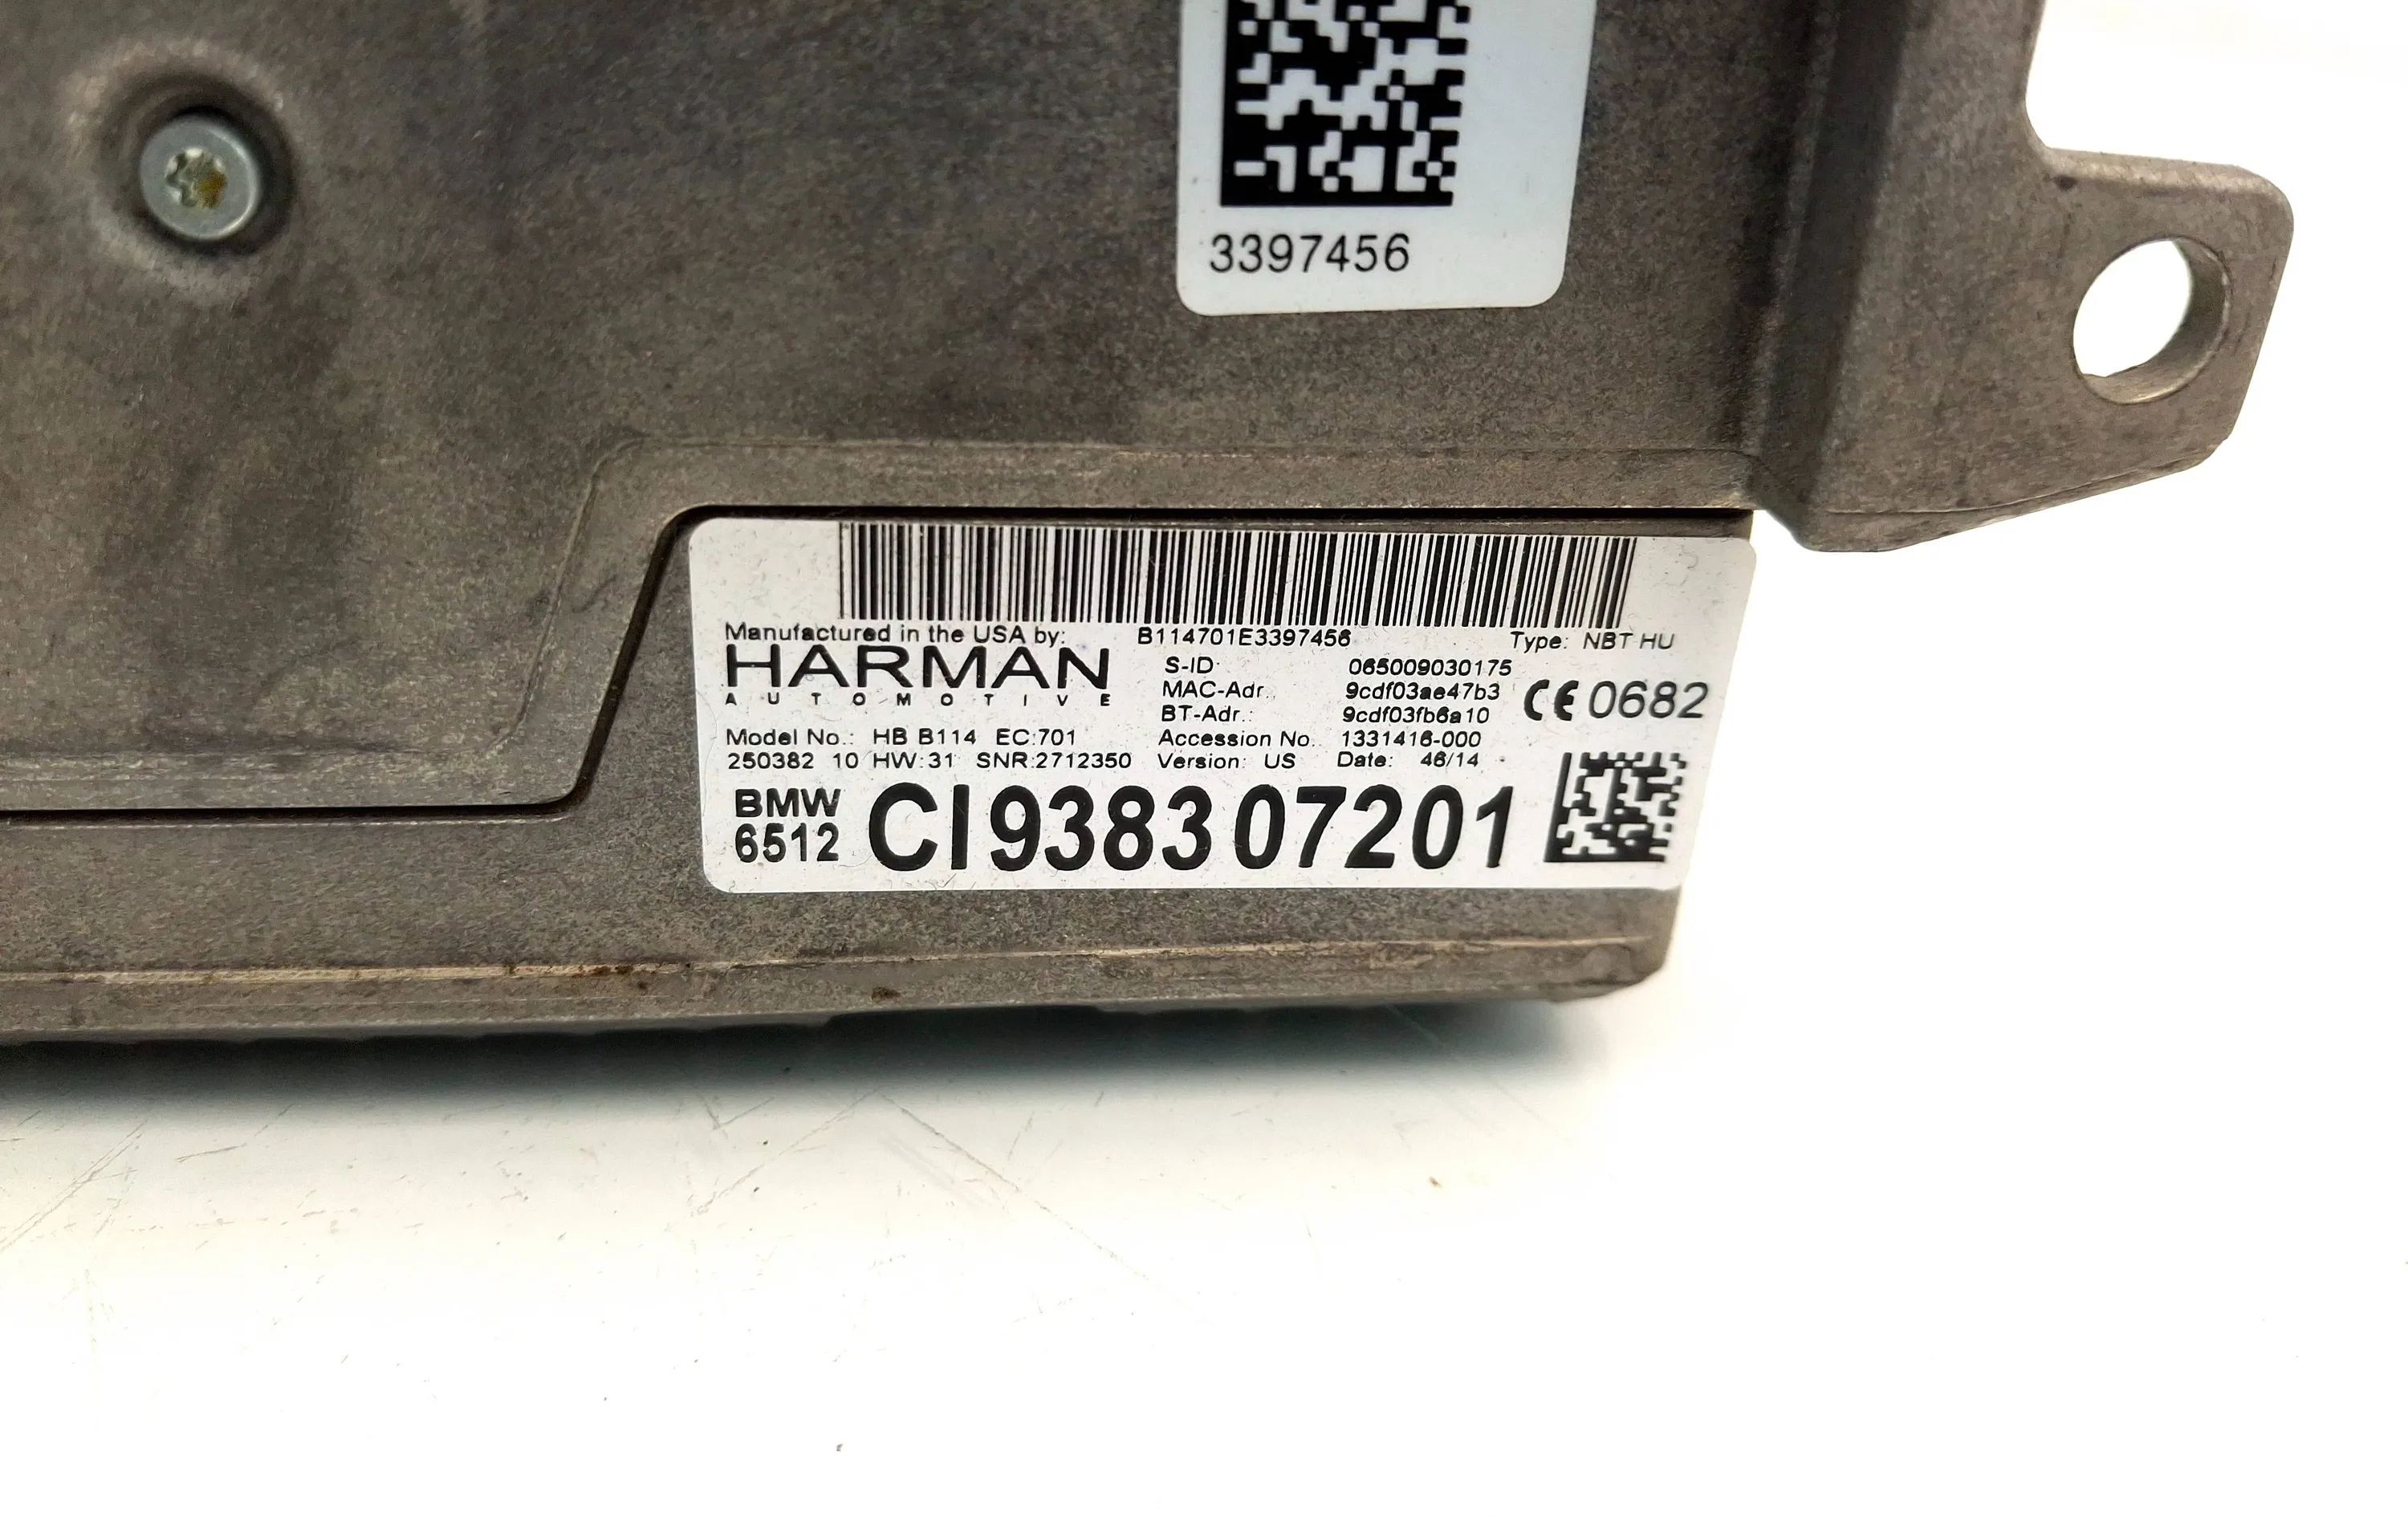 3397456
Manufactured in the USA by: B114701E3397456 Type: NBT HU
HARMAN
AUTOMOTIVE
S-ID: 065009030175
MAC-Adr.: 9cdf03ae47b3
BT-Adr.: 9cdf03fb6a10
CE 0682
Model No.: HB B114 EC:701 Accession No.: 1331416-000
250382 10 HW:31 SNR:2712350 Version: US Date: 46/14
BMW
6512
CI938307201